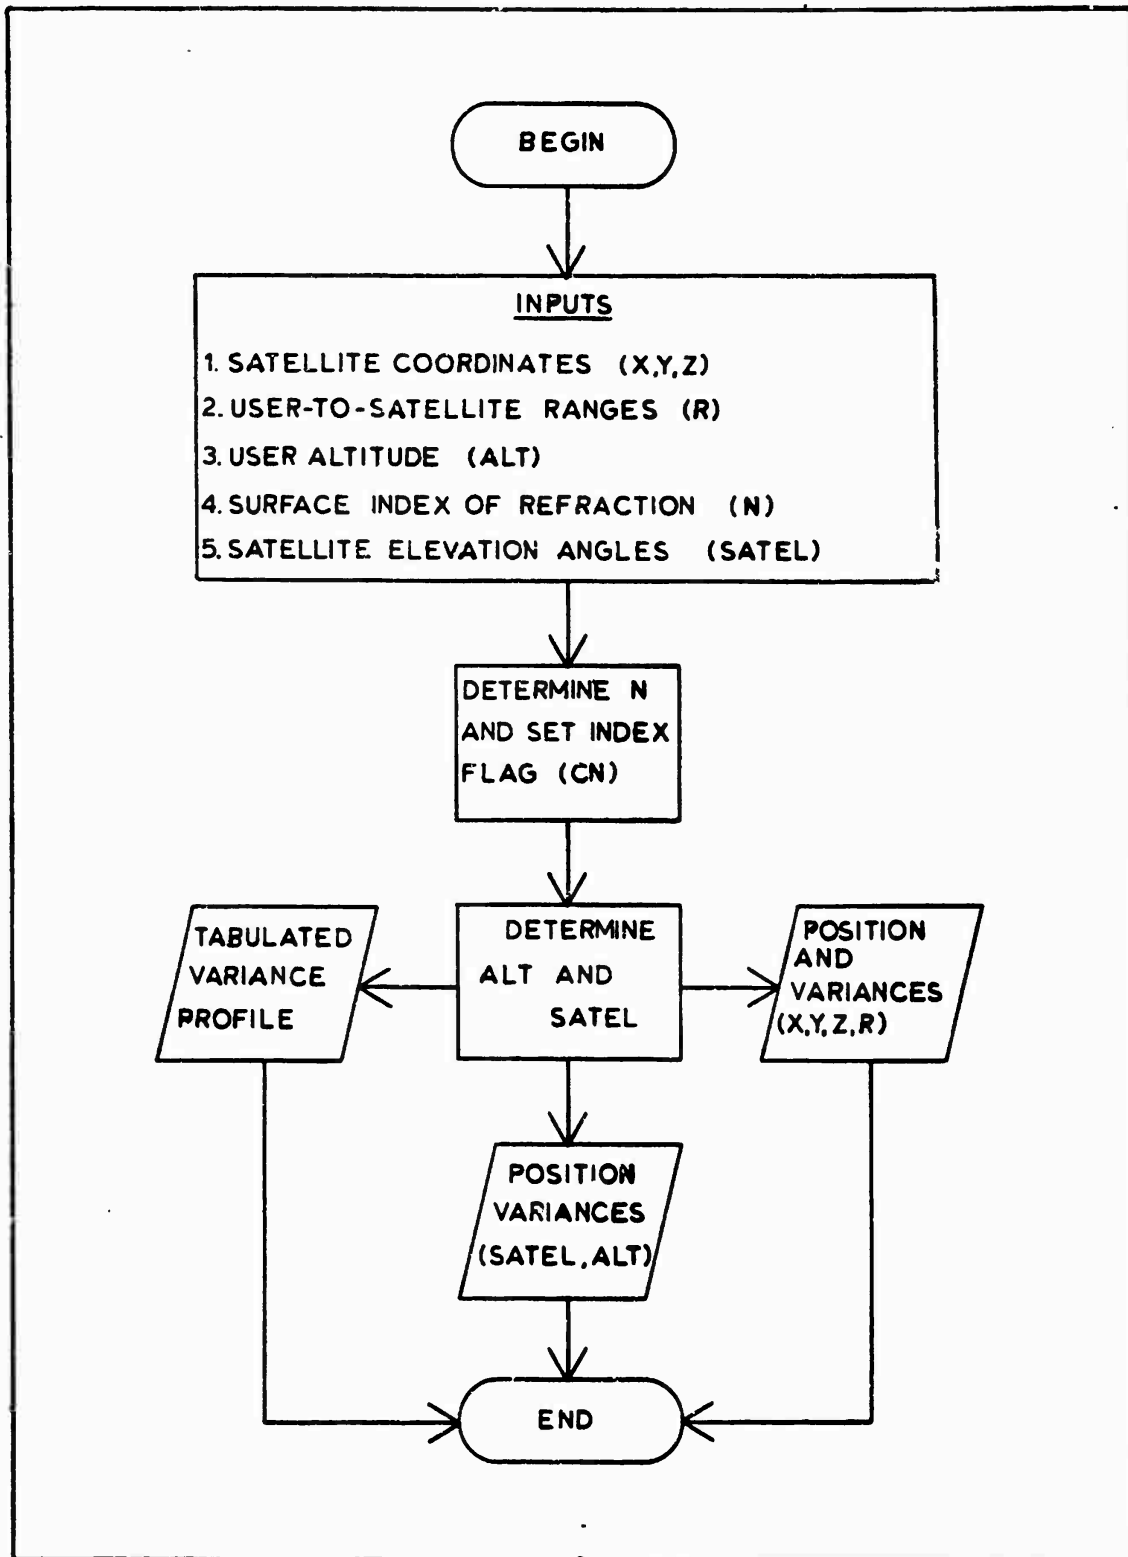 BEGIN
INPUTS
1. SATELLITE COORDINATES (X,Y,Z)
2. USER-TO-SATELLITE RANGES (R)
3. USER ALTITUDE (ALT)
4. SURFACE INDEX OF REFRACTION (N)
5. SATELLITE ELEVATION ANGLES (SATEL)
DETERMINE N
AND SET INDEX
FLAG (CN)
TABULATED
VARIANCE
PROFILE
DETERMINE
ALT AND
SATEL
POSITION
AND
VARIANCES
(X,Y,Z,R)
POSITION
VARIANCES
(SATEL,ALT)
END